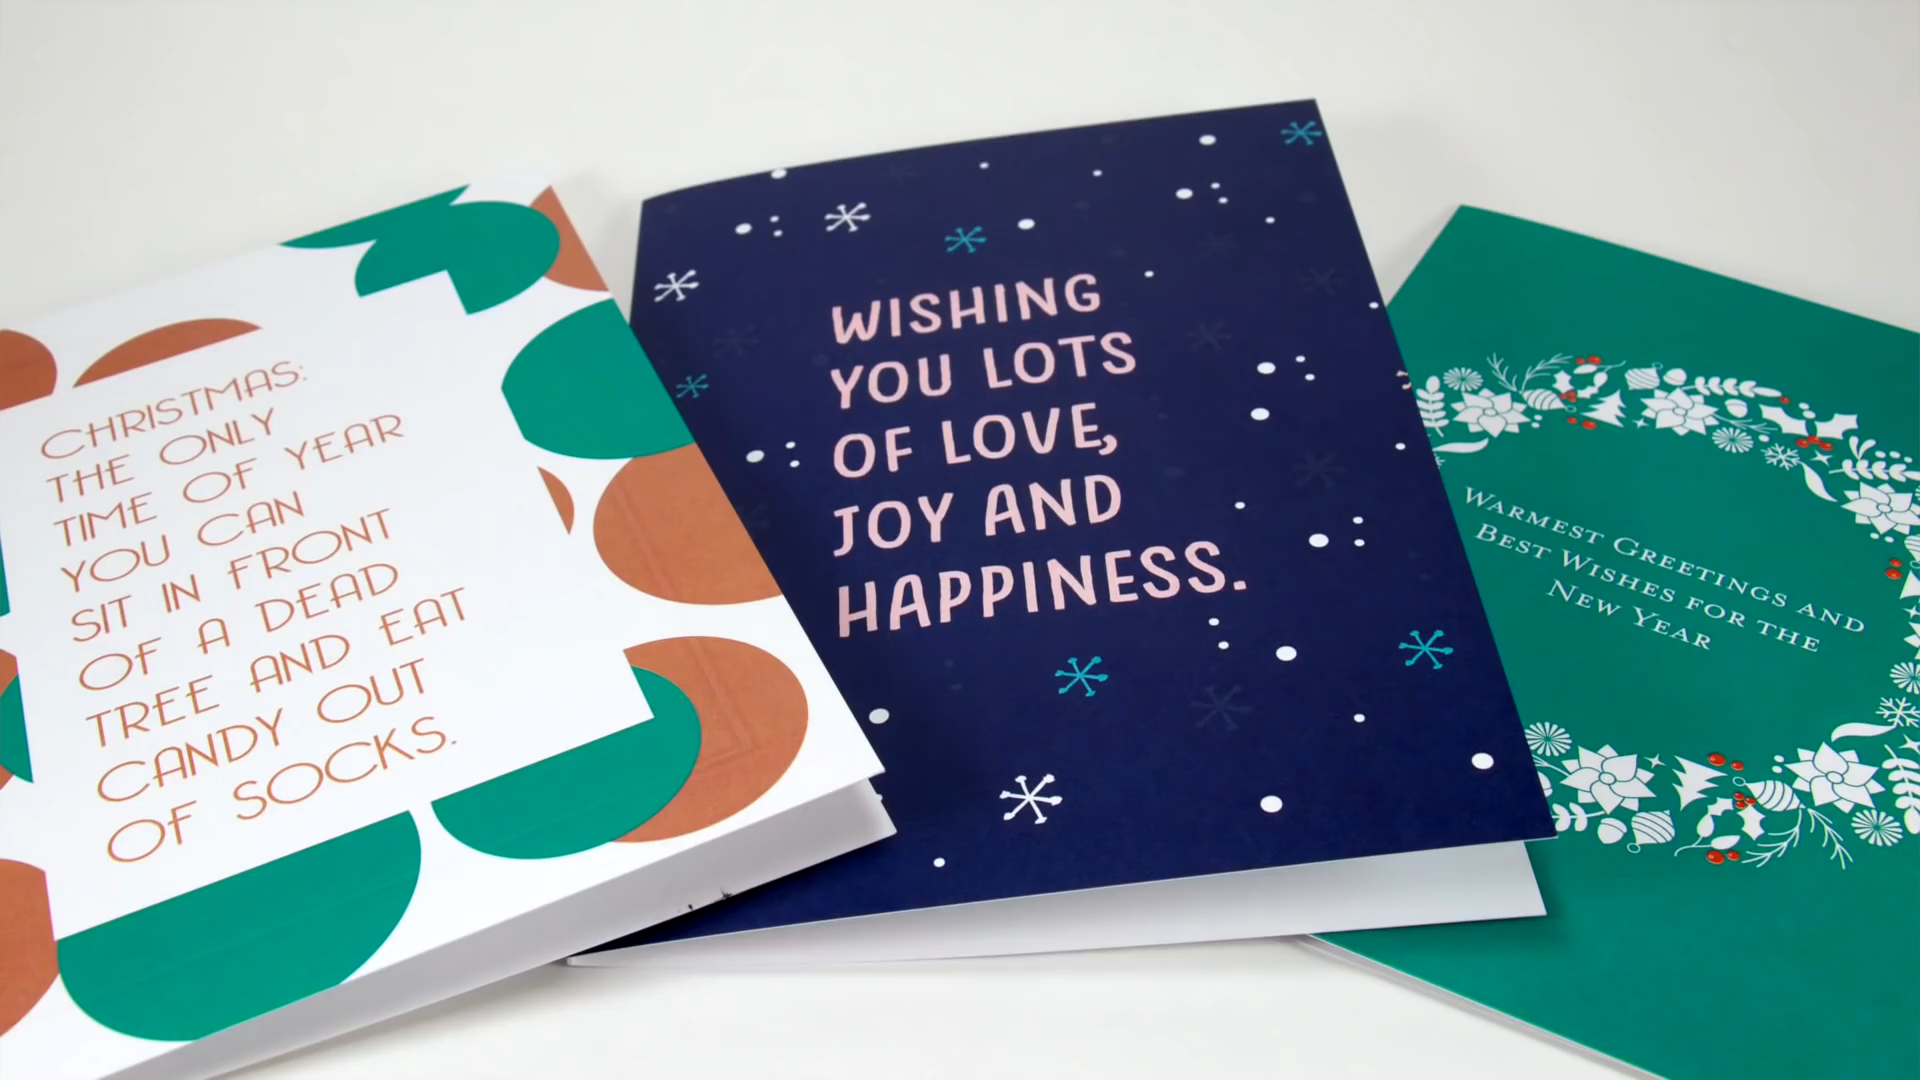 CHRISTMAS:
THE ONLY
TIME OF YEAR
YOU CAN
SIT IN FRONT
OF A DEAD
TREE AND EAT
CANDY OUT
OF SOCKS.
WISHING
YOU LOTS
OF LOVE,
JOY AND
HAPPINESS.
WARMEST GREETINGS AND
BEST WISHES FOR THE
NEW YEAR